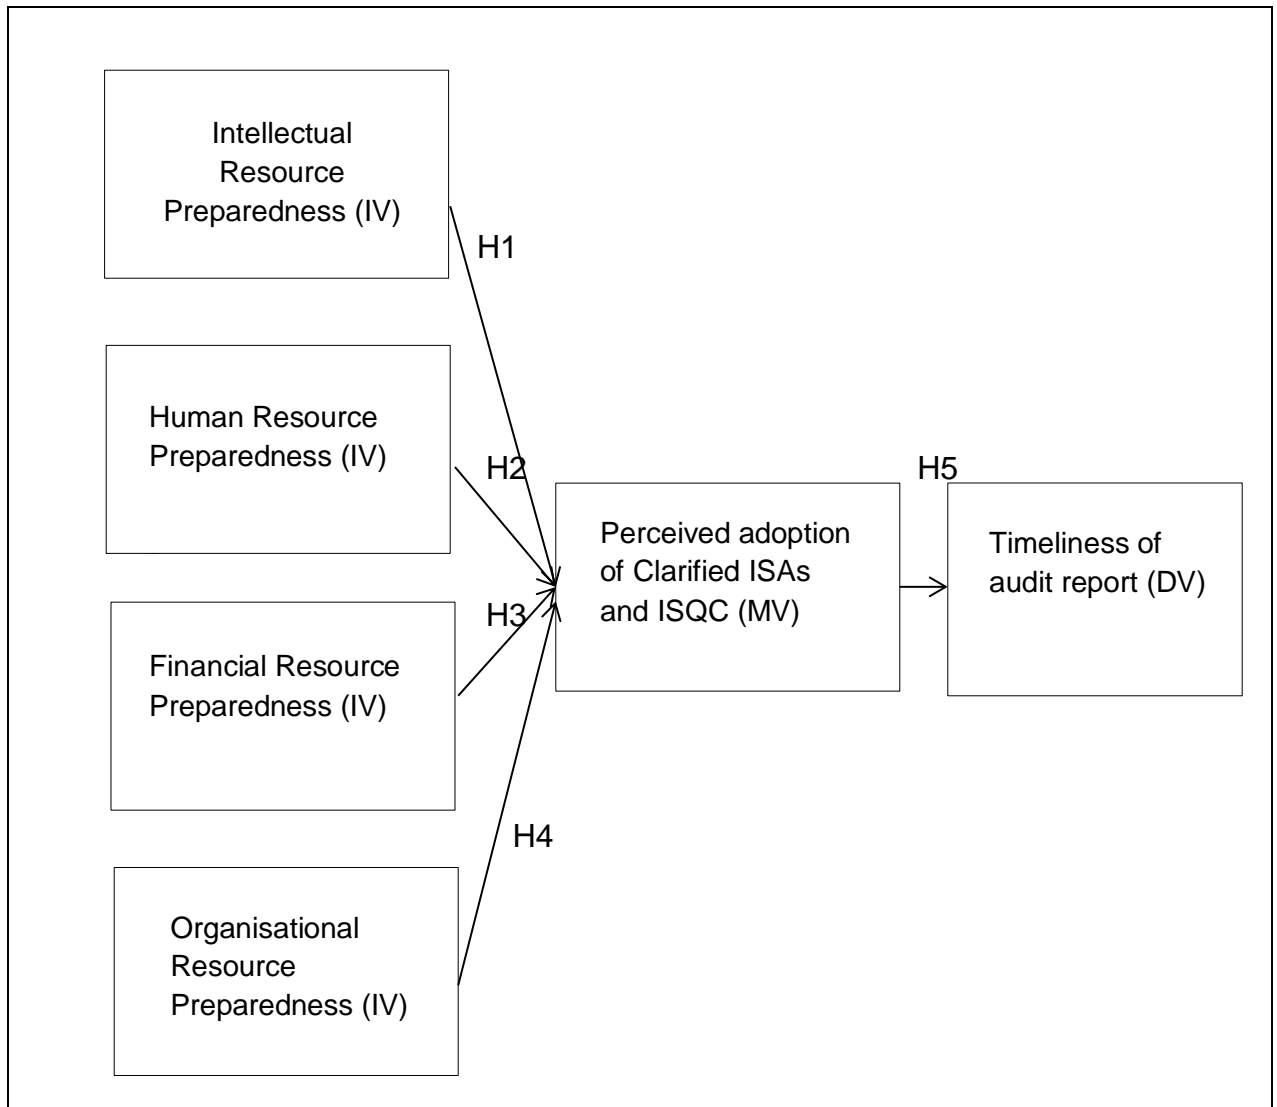 Intellectual
Resource
Preparedness (IV)
H1
Human Resource
Preparedness (IV)
H2
Financial Resource
Preparedness (IV)
H3
Organisational
Resource
Preparedness (IV)
H4
Perceived adoption
of Clarified ISAs
and ISQC (MV)
H5
Timeliness of
audit report (DV)